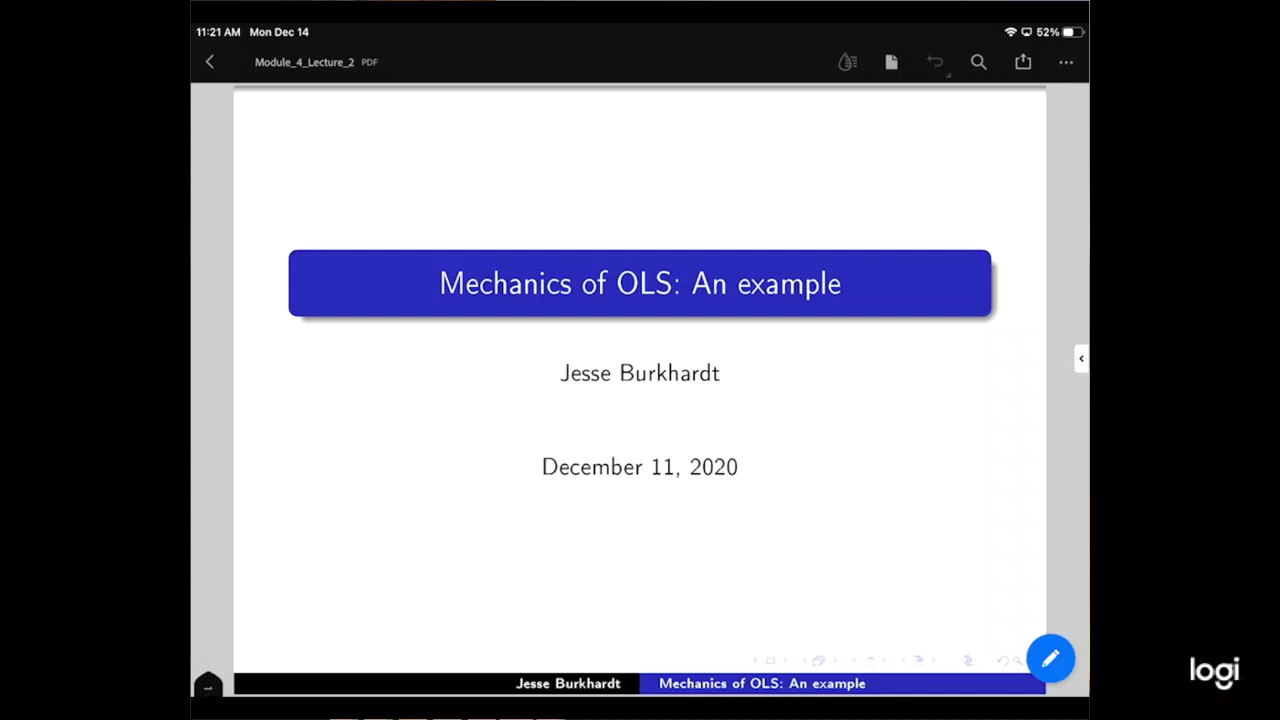 11:21 AM Mon Dec 14
52%
Module_4_Lecture_2 PDF
Mechanics of OLS: An example
Jesse Burkhardt
December 11, 2020
Jesse Burkhardt Mechanics of OLS: An example
logi